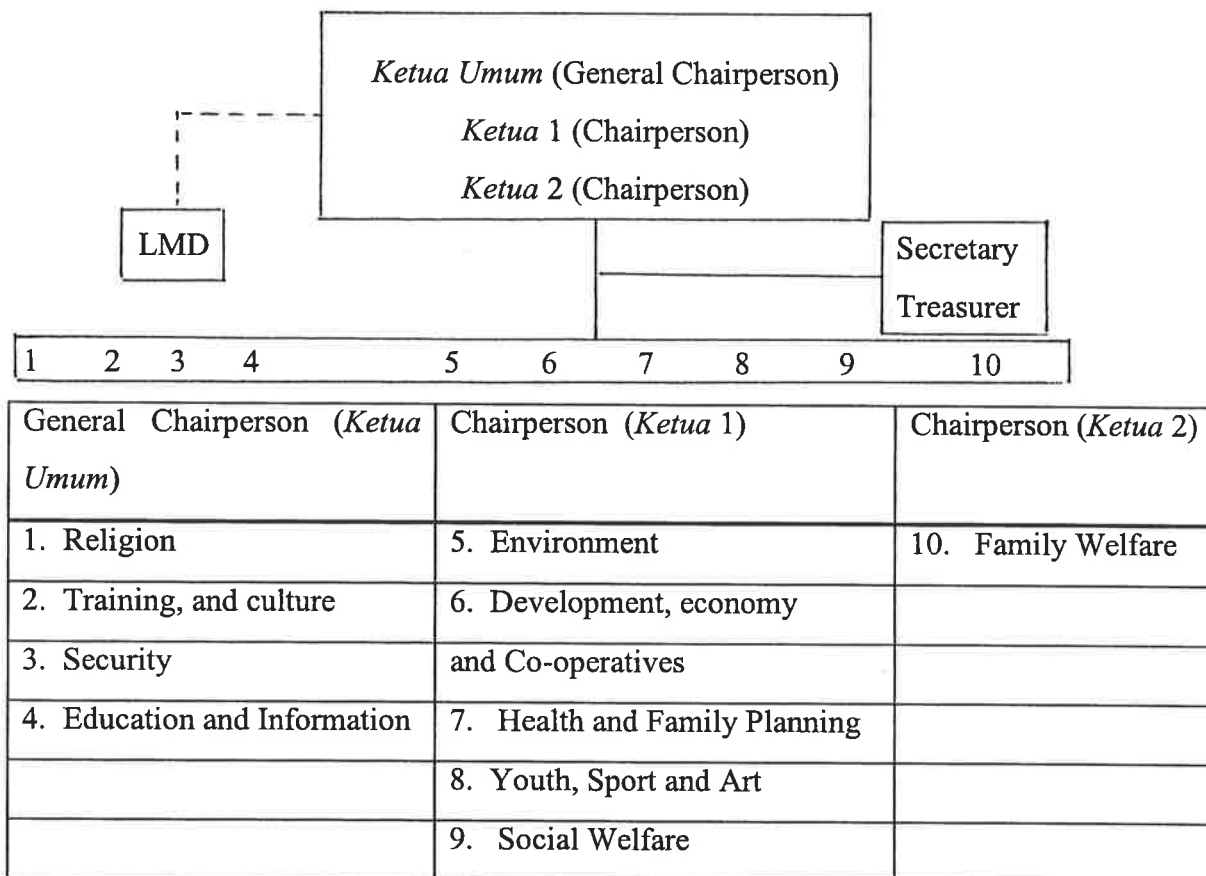 Ketua Umum (General Chairperson)
Ketua 1 (Chairperson)
Ketua 2 (Chairperson)
LMD
Secretary
Treasurer
1 2 3 4 5 6 7 8 9 10
General Chairperson (Ketua
Umum)
Chairperson (Ketua 1)
Chairperson (Ketua 2)
1. Religion
5. Environment
10. Family Welfare
2. Training, and culture
6. Development, economy
3. Security
and Co-operatives
4. Education and Information
7. Health and Family Planning
8. Youth, Sport and Art
9. Social Welfare